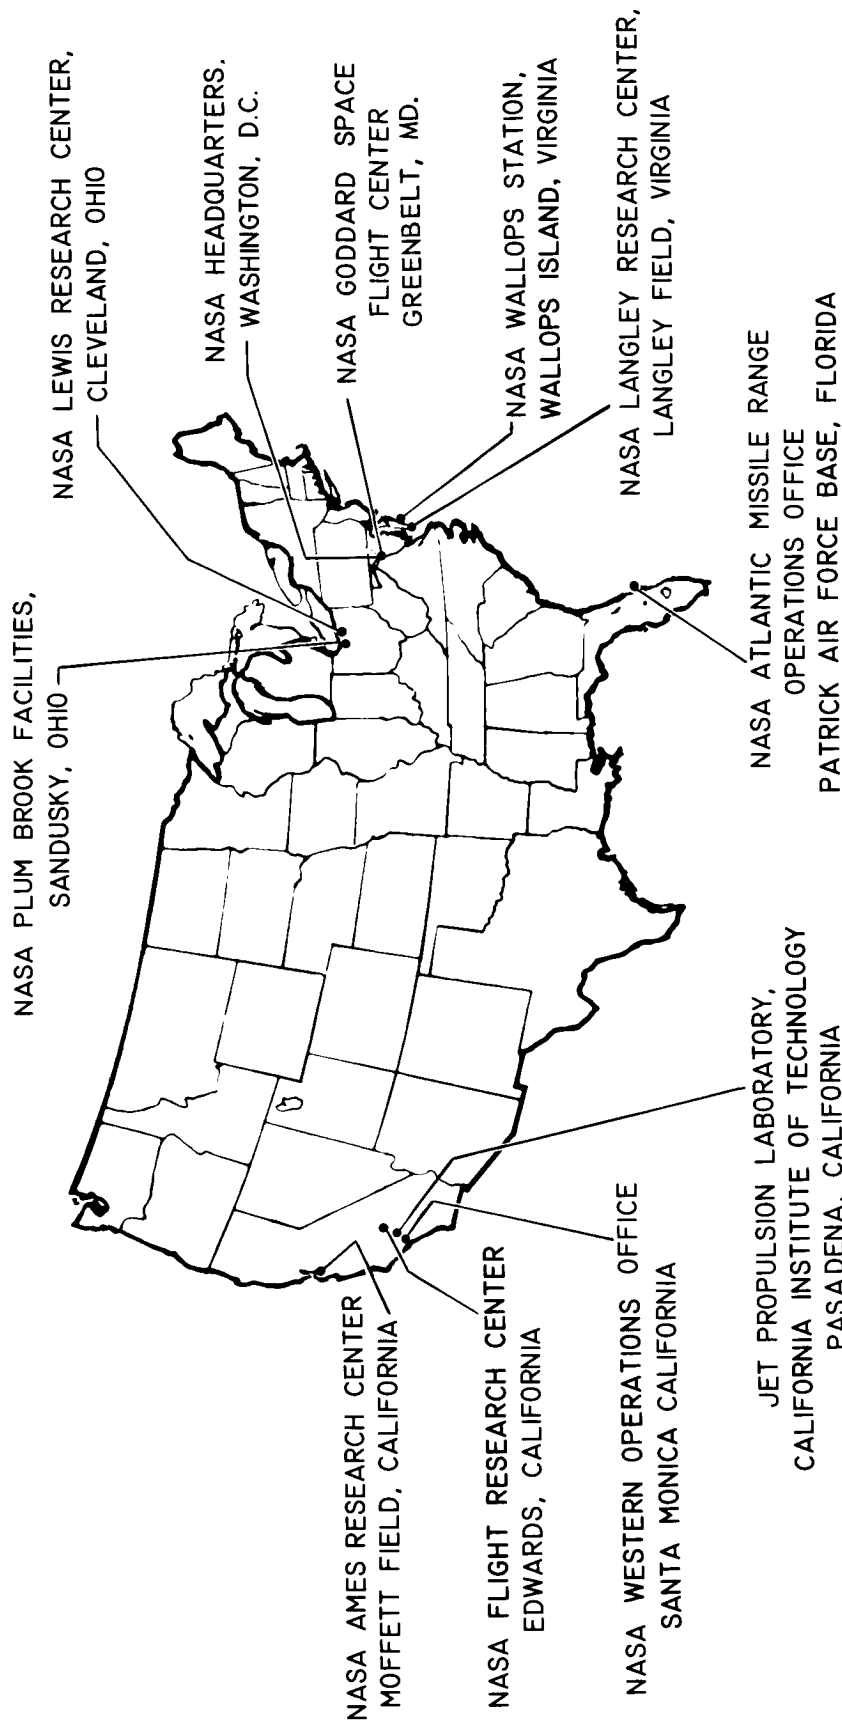 NASA PLUM BROOK FACILITIES,
SANDUSKY, OHIO
NASA LEWIS RESEARCH CENTER,
CLEVELAND, OHIO
NASA HEADQUARTERS,
WASHINGTON, D.C.
NASA GODDARD SPACE
FLIGHT CENTER
GREENBELT, MD.
NASA WALLOPS STATION,
WALLOPS ISLAND, VIRGINIA
NASA LANGLEY RESEARCH CENTER,
LANGLEY FIELD, VIRGINIA
NASA ATLANTIC MISSILE RANGE
OPERATIONS OFFICE
PATRICK AIR FORCE BASE, FLORIDA
NASA AMES RESEARCH CENTER
MOFFETT FIELD, CALIFORNIA
NASA FLIGHT RESEARCH CENTER
EDWARDS, CALIFORNIA
NASA WESTERN OPERATIONS OFFICE
SANTA MONICA CALIFORNIA
JET PROPULSION LABORATORY,
CALIFORNIA INSTITUTE OF TECHNOLOGY
PASADENA, CALIFORNIA